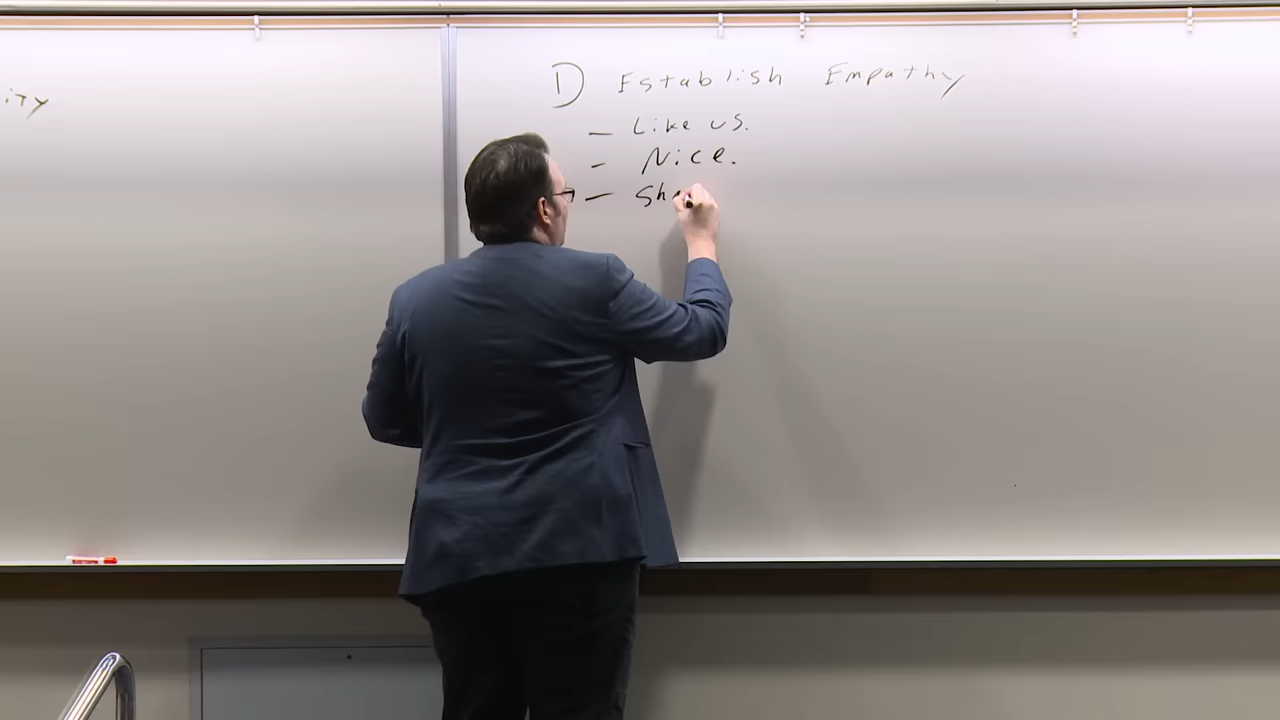 ity
D Establish Empathy
- Like us.
- Nice.
- Sh